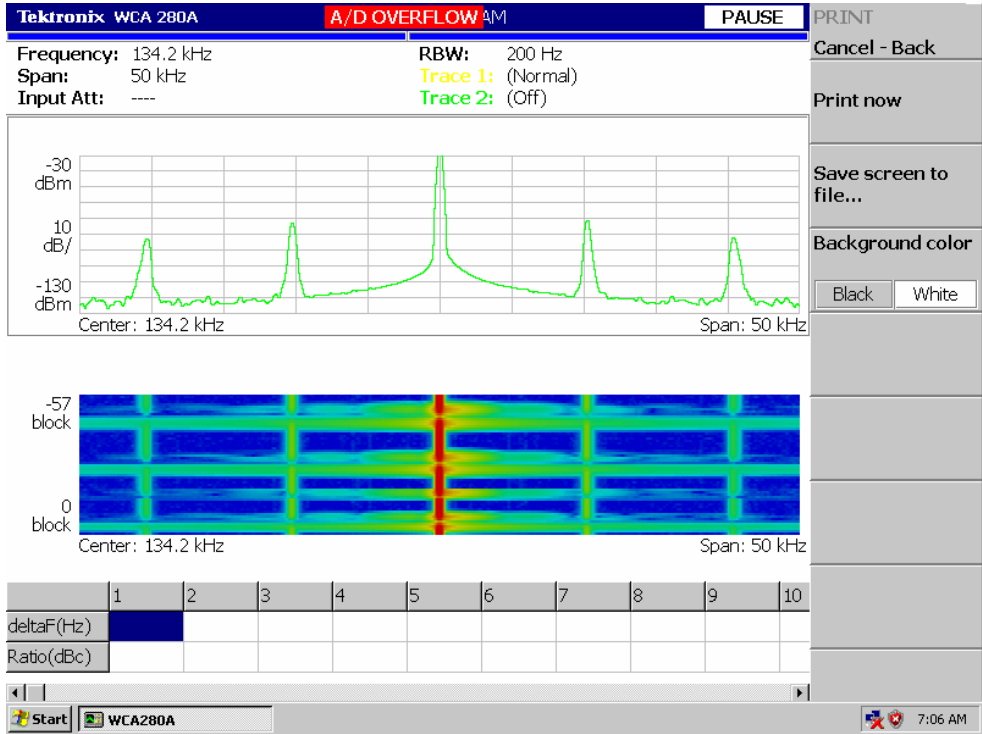 Tektronix WCA 280A
A/D OVERFLOW AM
PAUSE
PRINT
Cancel - Back
Frequency: 134.2 kHz
RBW: 200 Hz
Span: 50 kHz
Trace 1: (Normal)
Input Att: ----
Trace 2: (Off)
Print now
Save screen to
file...
Background color
Black White
-30
dBm
10
dB/
-130
dBm
Center: 134.2 kHz
Span: 50 kHz
-57
block
0
block
Center: 134.2 kHz
Span: 50 kHz
1 2 3 4 5 6 7 8 9 10
deltaF(Hz)
Ratio(dBc)
Start WCA280A 7:06 AM